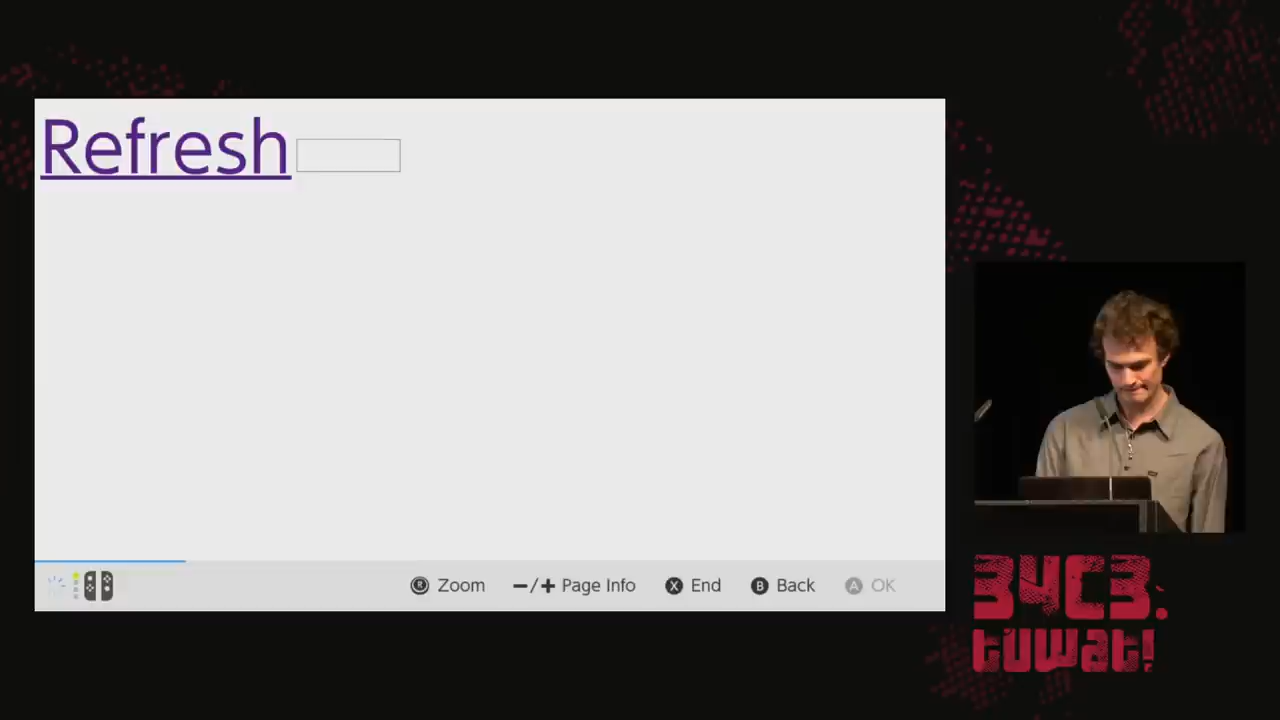 Refresh
R Zoom
−/+ Page Info
X End
B Back
A OK
34C3:
tuwat!